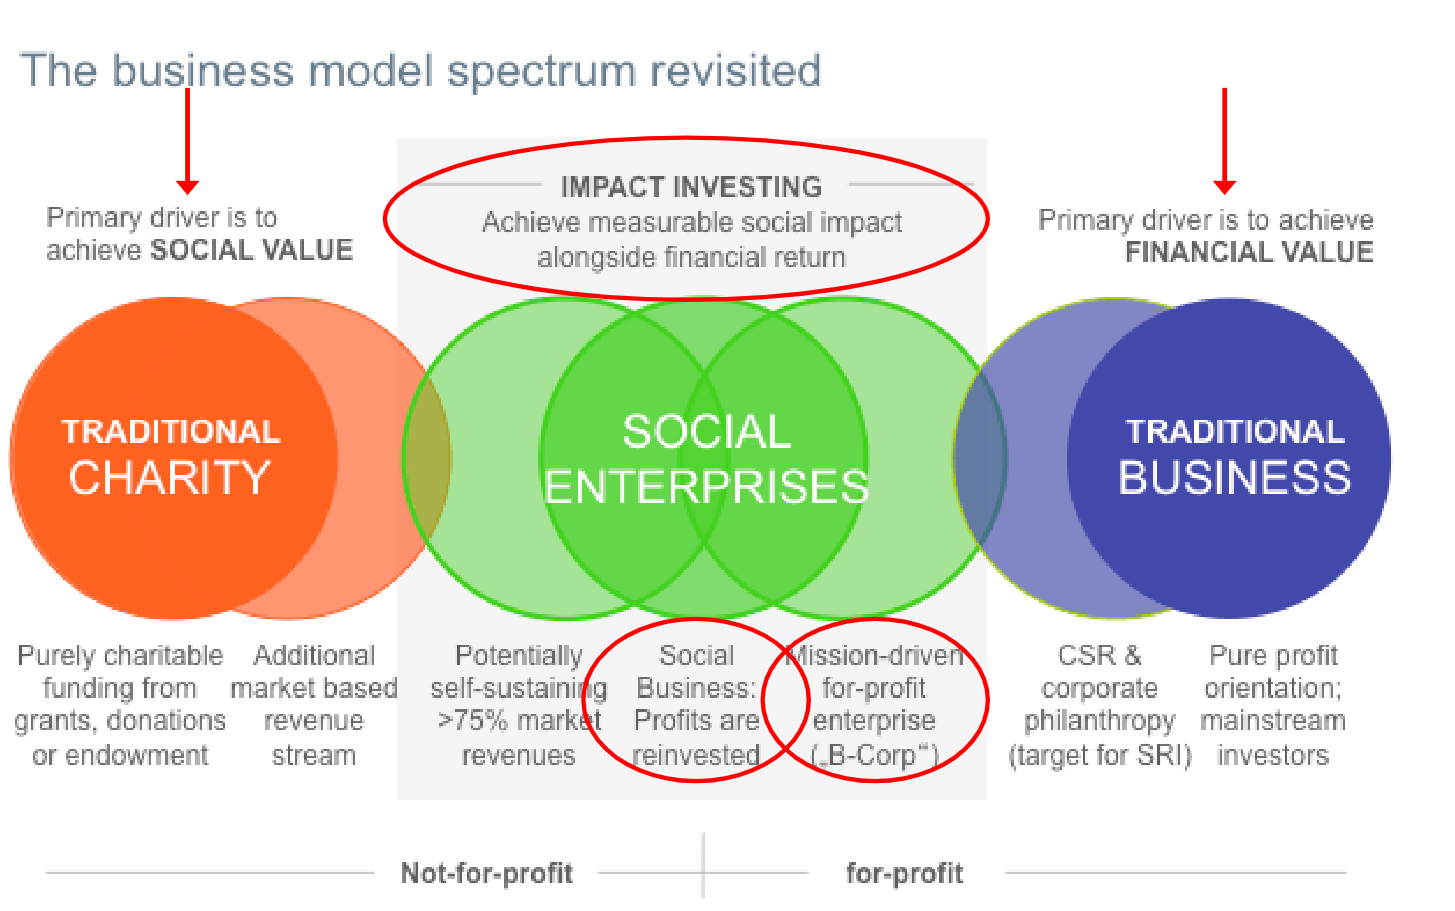 The business model spectrum revisited
Primary driver is to
achieve SOCIAL VALUE
IMPACT INVESTING
Achieve measurable social impact
alongside financial return
Primary driver is to achieve
FINANCIAL VALUE
TRADITIONAL
CHARITY
SOCIAL
ENTERPRISES
TRADITIONAL
BUSINESS
Purely charitable
funding from
grants, donations
or endowment
Additional
market based
revenue
stream
Potentially
self-sustaining
>75% market
revenues
Social
Business:
Profits are
reinvested
Mission-driven
for-profit
enterprise
(„B-Corp“)
CSR &
corporate
philanthropy
(target for SRI)
Pure profit
orientation;
mainstream
investors
Not-for-profit
for-profit